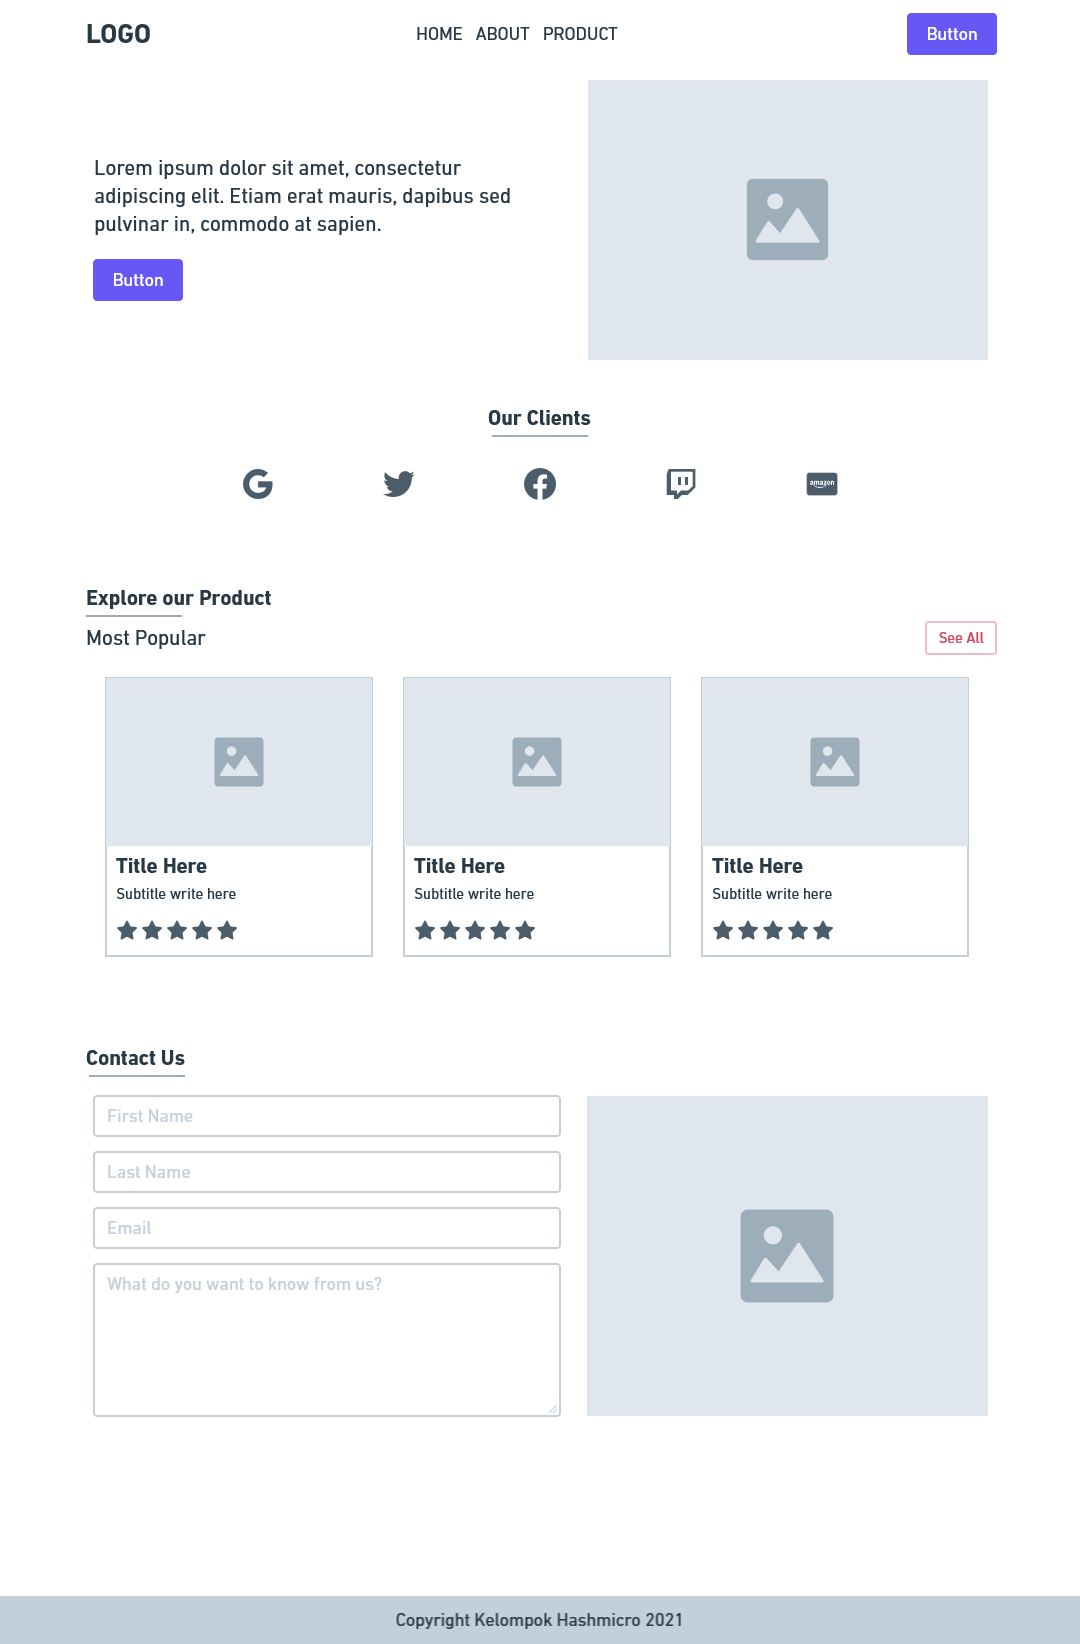 LOGO
HOME ABOUT PRODUCT
Button
Lorem ipsum dolor sit amet, consectetur
adipiscing elit. Etiam erat mauris, dapibus sed
pulvinar in, commodo at sapien.
Button
Our Clients
amazon
Explore our Product
Most Popular
See All
Title Here
Subtitle write here
Title Here
Subtitle write here
Title Here
Subtitle write here
Contact Us
First Name
Last Name
Email
What do you want to know from us?
Copyright Kelompok Hashmicro 2021